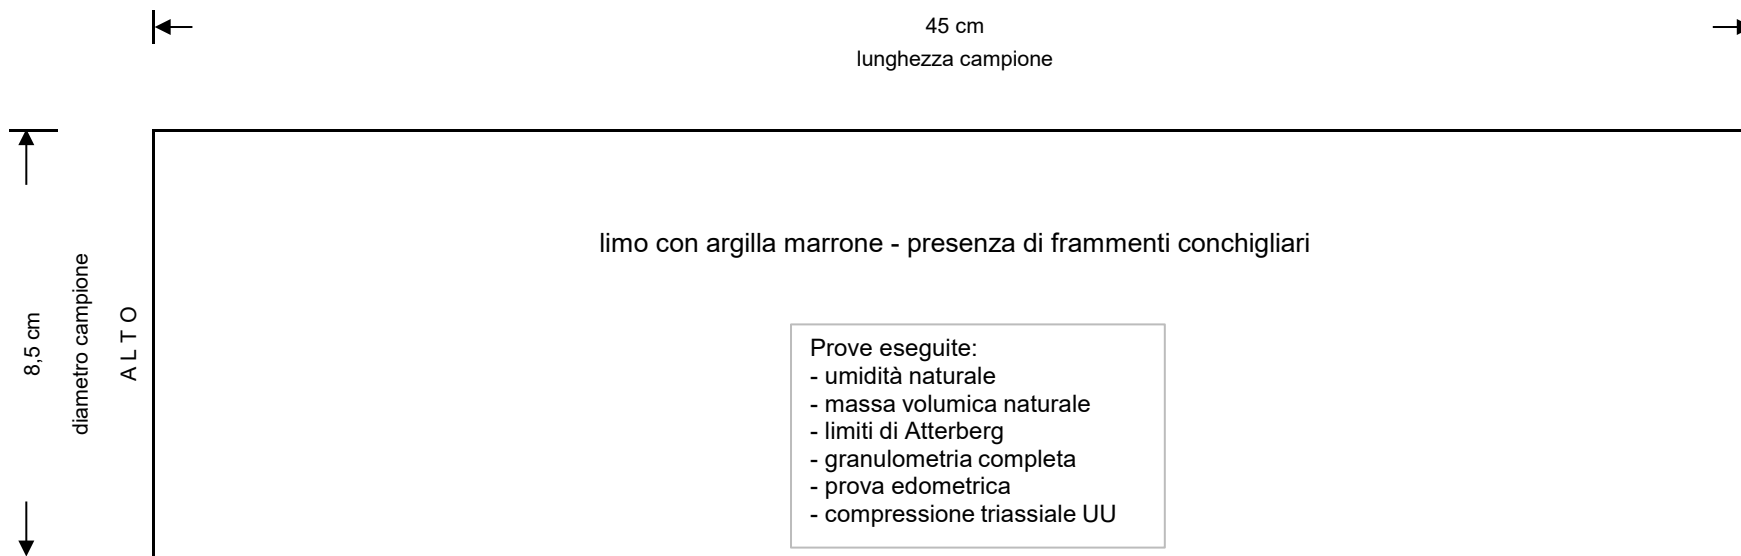 45 cm
lunghezza campione
8,5 cm
diametro campione
A L T O
limo con argilla marrone - presenza di frammenti conchigliari
Prove eseguite:
- umidità naturale
- massa volumica naturale
- limiti di Atterberg
- granulometria completa
- prova edometrica
- compressione triassiale UU